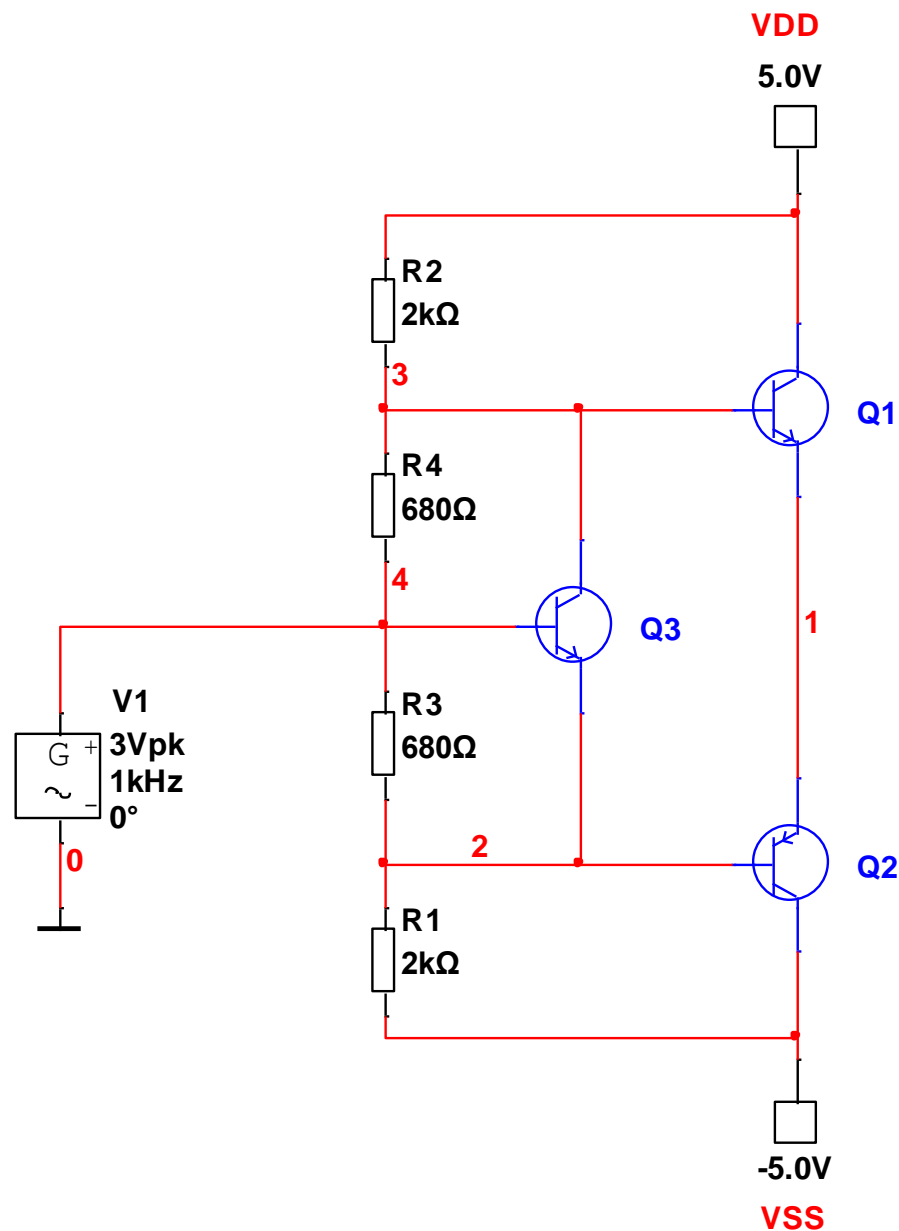 VDD
5.0V
R2
2kΩ
3
Q1
R4
680Ω
4
Q3
1
V1
3Vpk
1kHz
0°
G
+
~
−
0
R3
680Ω
2
Q2
R1
2kΩ
-5.0V
VSS